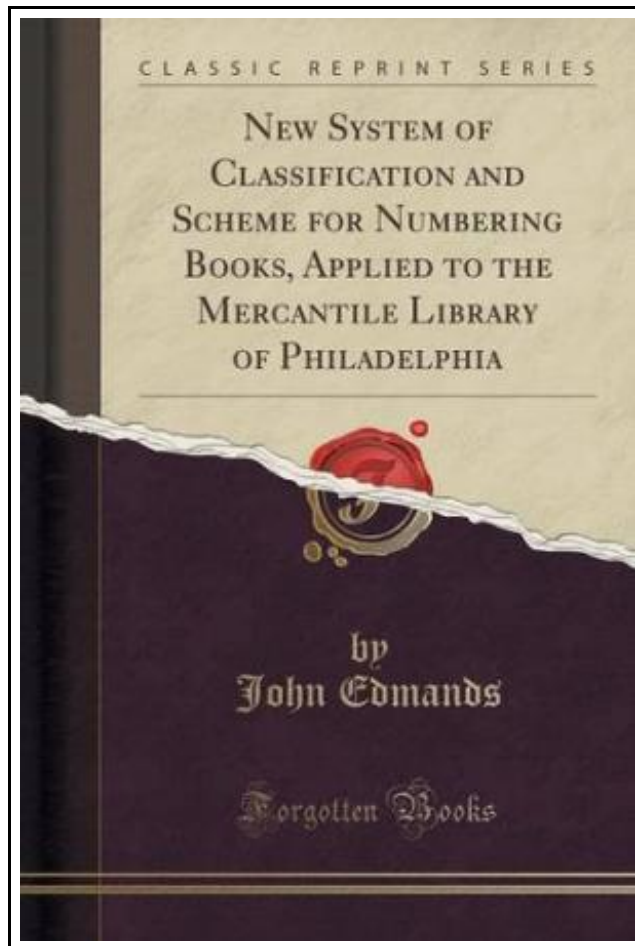 CLASSIC REPRINT SERIES
NEW SYSTEM OF
CLASSIFICATION AND
SCHEME FOR NUMBERING
BOOKS, APPLIED TO THE
MERCANTILE LIBRARY
OF PHILADELPHIA
by
John Edmands
Forgotten Books